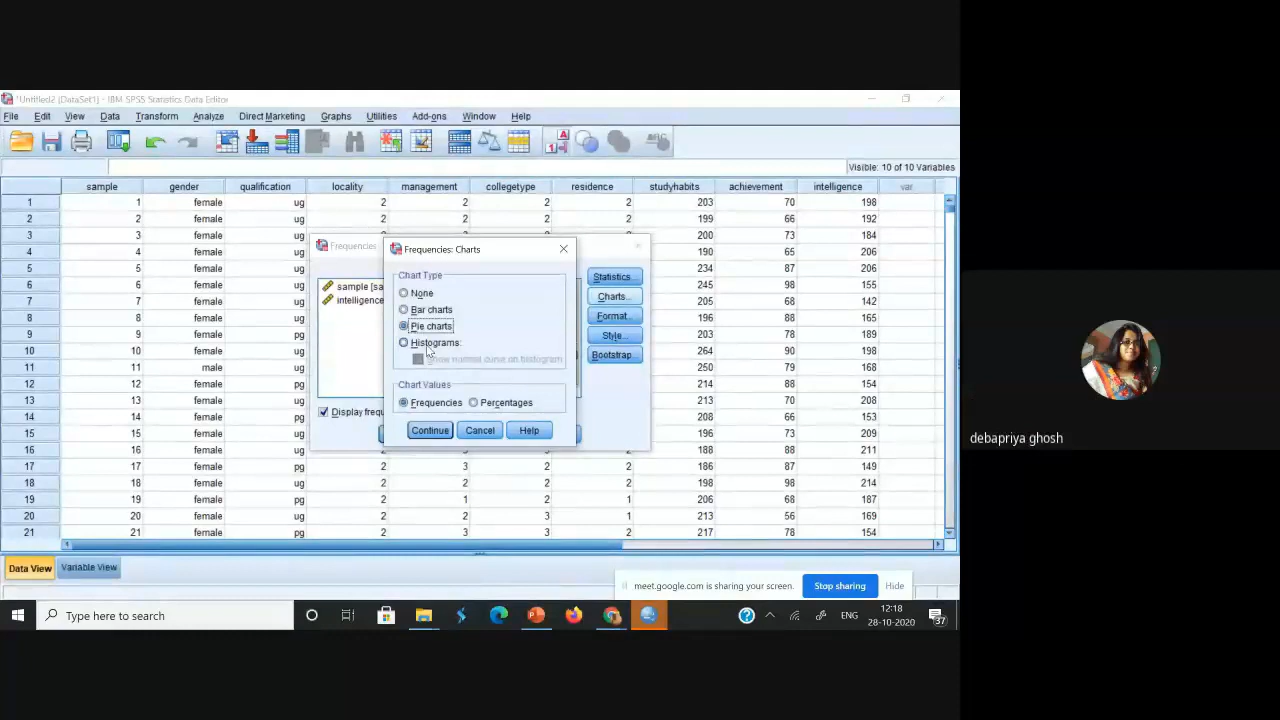 *Untitled2 [DataSet1] - IBM SPSS Statistics Data Editor
File Edit View Data Transform Analyze Direct Marketing Graphs Utilities Add-ons Window Help
Visible: 10 of 10 Variables
sample gender qualification locality management collegetype residence studyhabits achievement intelligence var
1 1 female ug 2 2 2 2 203 70 198
2 2 female ug 2 2 2 2 199 66 192
3 3 female ug 200 73 184
4 4 female ug 190 65 206
5 5 female ug 234 87 206
6 6 female ug 245 98 155
7 7 female ug 205 68 142
8 8 female ug 196 88 165
9 9 female pg 203 78 189
10 10 female ug 264 90 198
11 11 male ug 250 79 168
12 12 female pg 214 88 154
13 13 female ug 213 70 208
14 14 female pg 208 66 153
15 15 female ug 196 73 209
16 16 female ug 188 88 211
17 17 female pg 2 3 2 2 186 87 149
18 18 female ug 2 2 2 2 198 98 214
19 19 female pg 2 1 2 1 206 68 187
20 20 female ug 2 2 3 1 213 56 169
21 21 female pg 2 3 3 2 217 78 154
Frequencies
sample [sa
intelligence
Display frequ
Statistics...
Charts...
Format...
Style...
Bootstrap...
Frequencies: Charts
Chart Type
None
Bar charts
Pie charts
Histograms:
Show normal curve on histogram
Chart Values
Frequencies Percentages
Continue Cancel Help
Data View Variable View
meet.google.com is sharing your screen. Stop sharing Hide
Type here to search
ENG
12:18
28-10-2020
37
debapriya ghosh